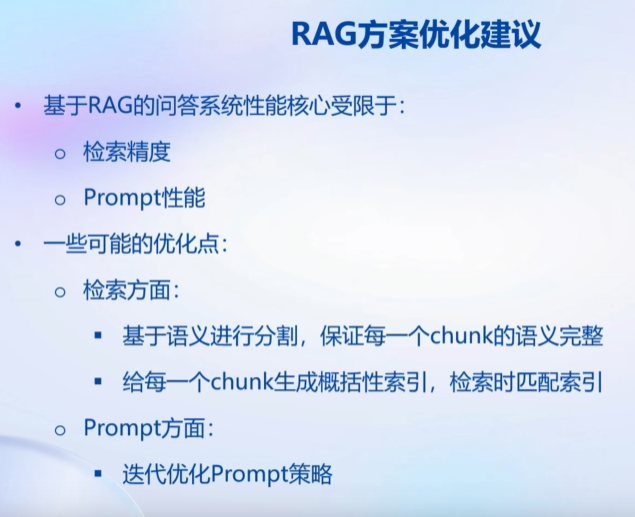 RAG方案优化建议
• 基于RAG的问答系统性能核心受限于：
o 检索精度
o Prompt性能
• 一些可能的优化点：
o 检索方面：
▪ 基于语义进行分割，保证每一个chunk的语义完整
▪ 给每一个chunk生成概括性索引，检索时匹配索引
o Prompt方面：
▪ 迭代优化Prompt策略